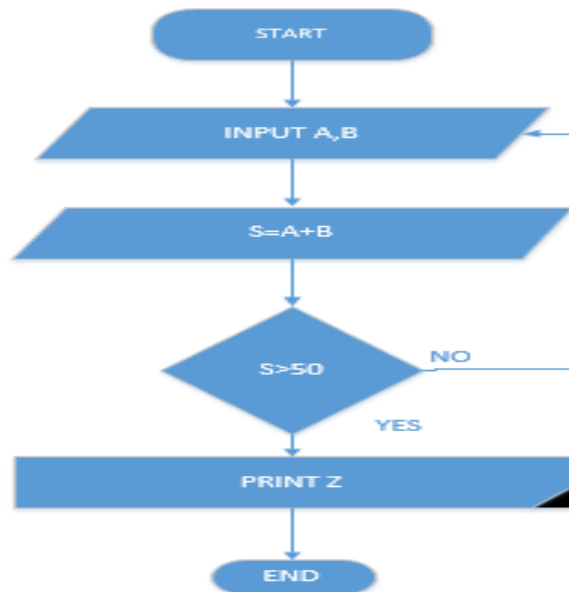 START
INPUT A,B
S=A+B
S>50
NO
YES
PRINT Z
END